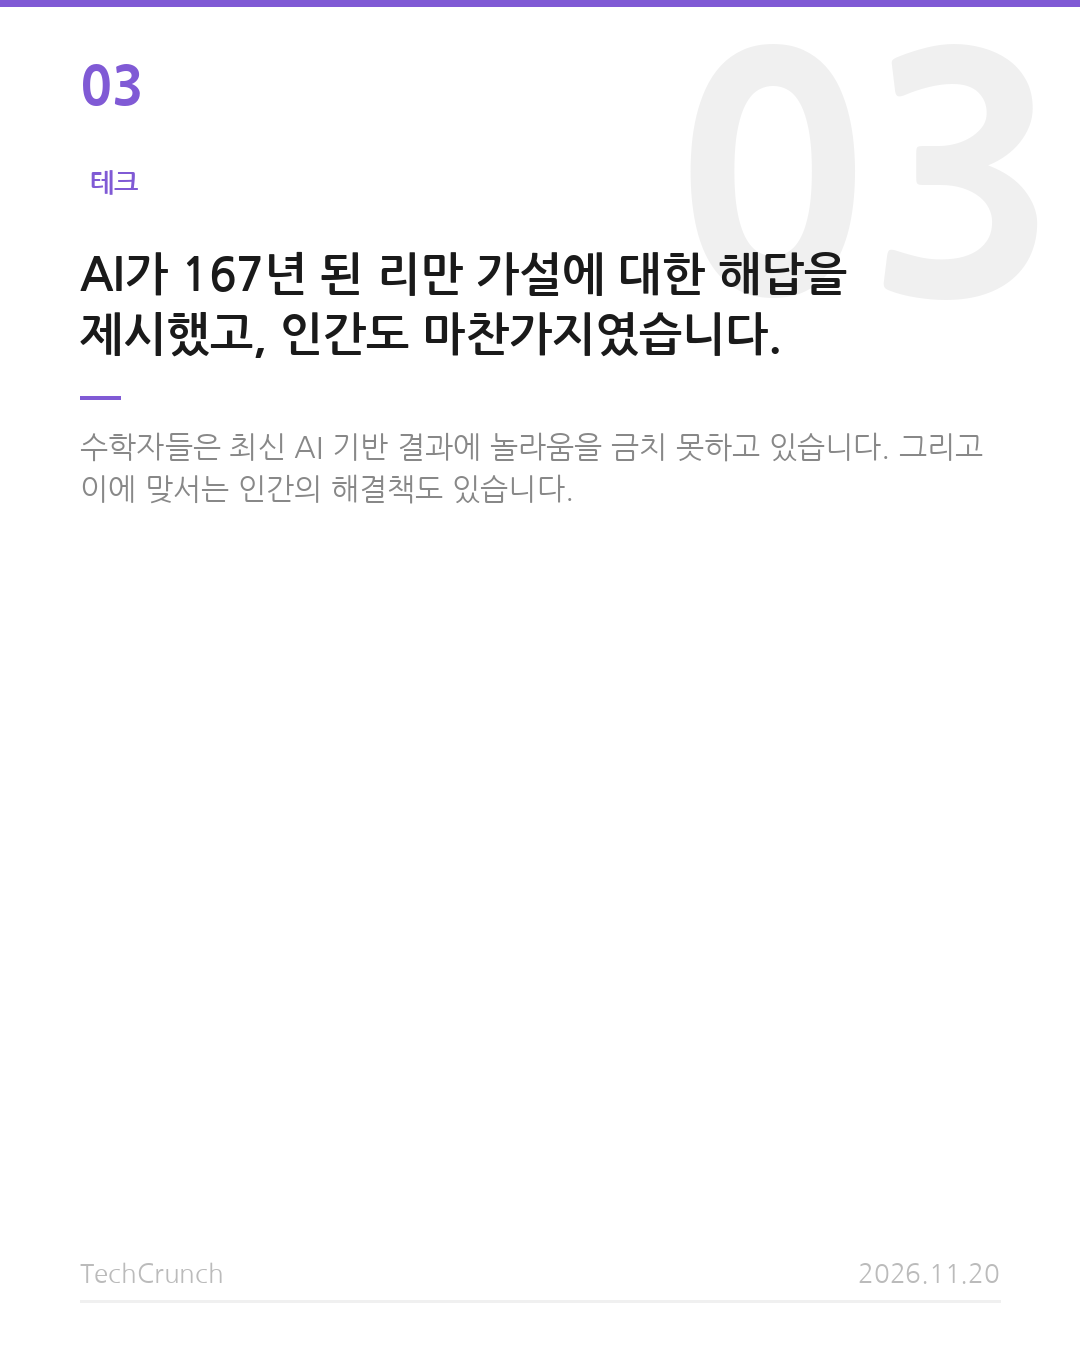 03
03
테크
AI가 167년 된 리만 가설에 대한 해답을
제시했고, 인간도 마찬가지였습니다.
수학자들은 최신 AI 기반 결과에 놀라움을 금치 못하고 있습니다. 그리고
이에 맞서는 인간의 해결책도 있습니다.
TechCrunch
2026.11.20